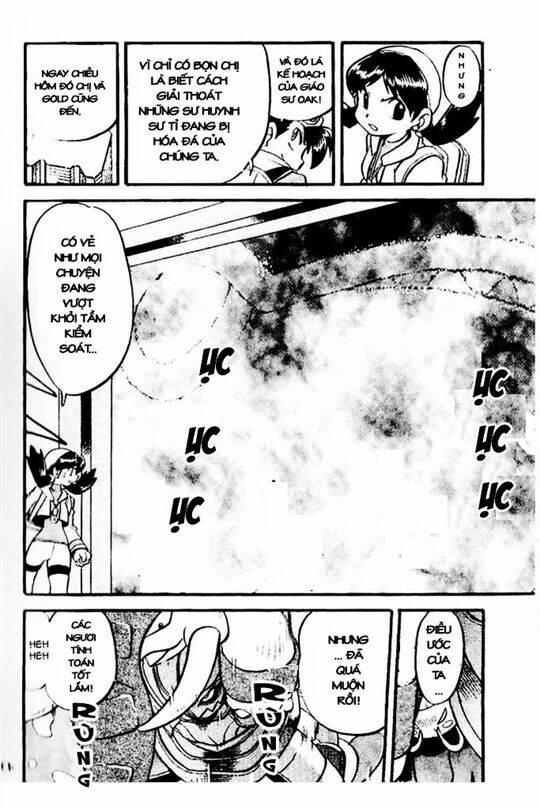 NHƯNG
VÀ ĐÓ LÀ
KẾ HOẠCH
CỦA GIÁO
SƯ OAK!
VÌ CHỈ CÓ BỌN CHỊ
LÀ BIẾT CÁCH
GIẢI THOÁT
NHỮNG SƯ HUYNH
SƯ TỈ ĐANG BỊ
HÓA ĐÁ CỦA
CHÚNG TA.
NGAY CHIỀU
HÔM ĐÓ CHỊ VÀ
GOLD CŨNG
ĐẾN.
CÓ VẺ
NHƯ MỌI
CHUYỆN
ĐANG
VƯỢT
KHỎI TẦM
KIỂM
SOÁT...
ỤC
ỤC
ỤC
ỤC
ỤC
ỤC
ĐIỀU
ƯỚC
CỦA TA
...
NHƯNG
... ĐÃ
QUÁ
MUỘN
RỒI!
RUNG
CÁC
NGƯƠI
TÍNH
TOÁN
TỐT
LẮM!
HEH
HEH
RUNG